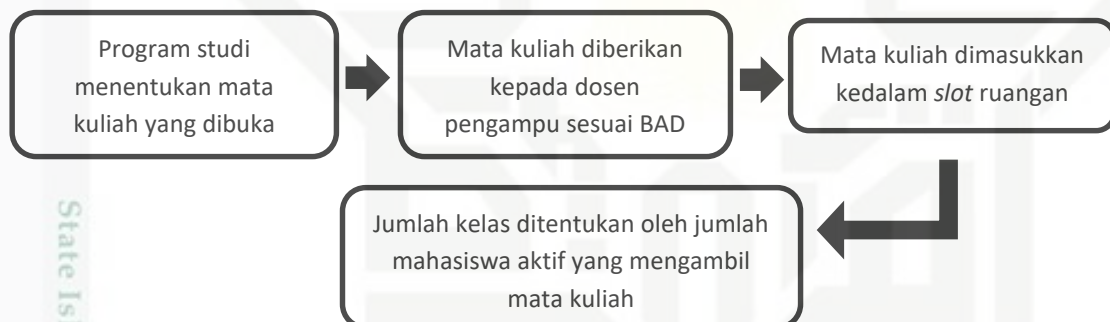 Program studi
menentukan mata
kuliah yang dibuka
Mata kuliah diberikan
kepada dosen
pengampu sesuai BAD
Mata kuliah dimasukkan
kedalam slot ruangan
Jumlah kelas ditentukan oleh jumlah
mahasiswa aktif yang mengambil
mata kuliah
State